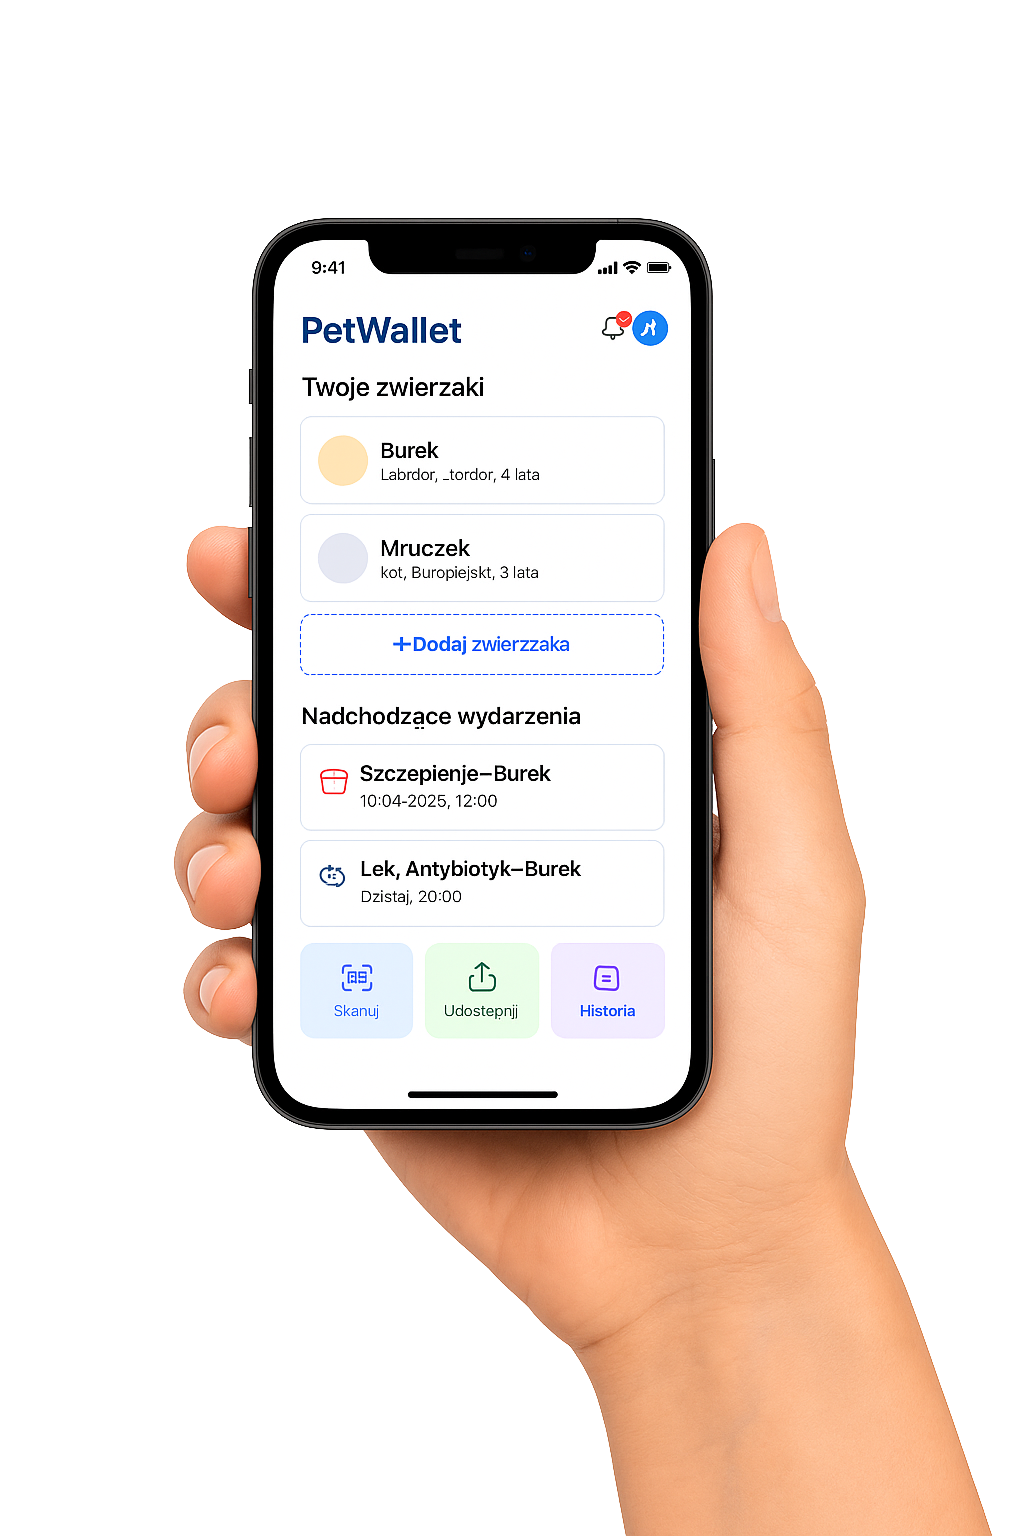 9:41
PetWallet
Twoje zwierzaki
Burek
Labrdor, _tordor, 4 lata
Mruczek
kot, Buropiejskt, 3 lata
+Dodaj zwierzzaka
Nadchodzące wydarzenia
Szczepienje–Burek
10:04-2025, 12:00
Lek, Antybiotyk–Burek
Dzistaj, 20:00
Skanuj Udostępnjj Historia